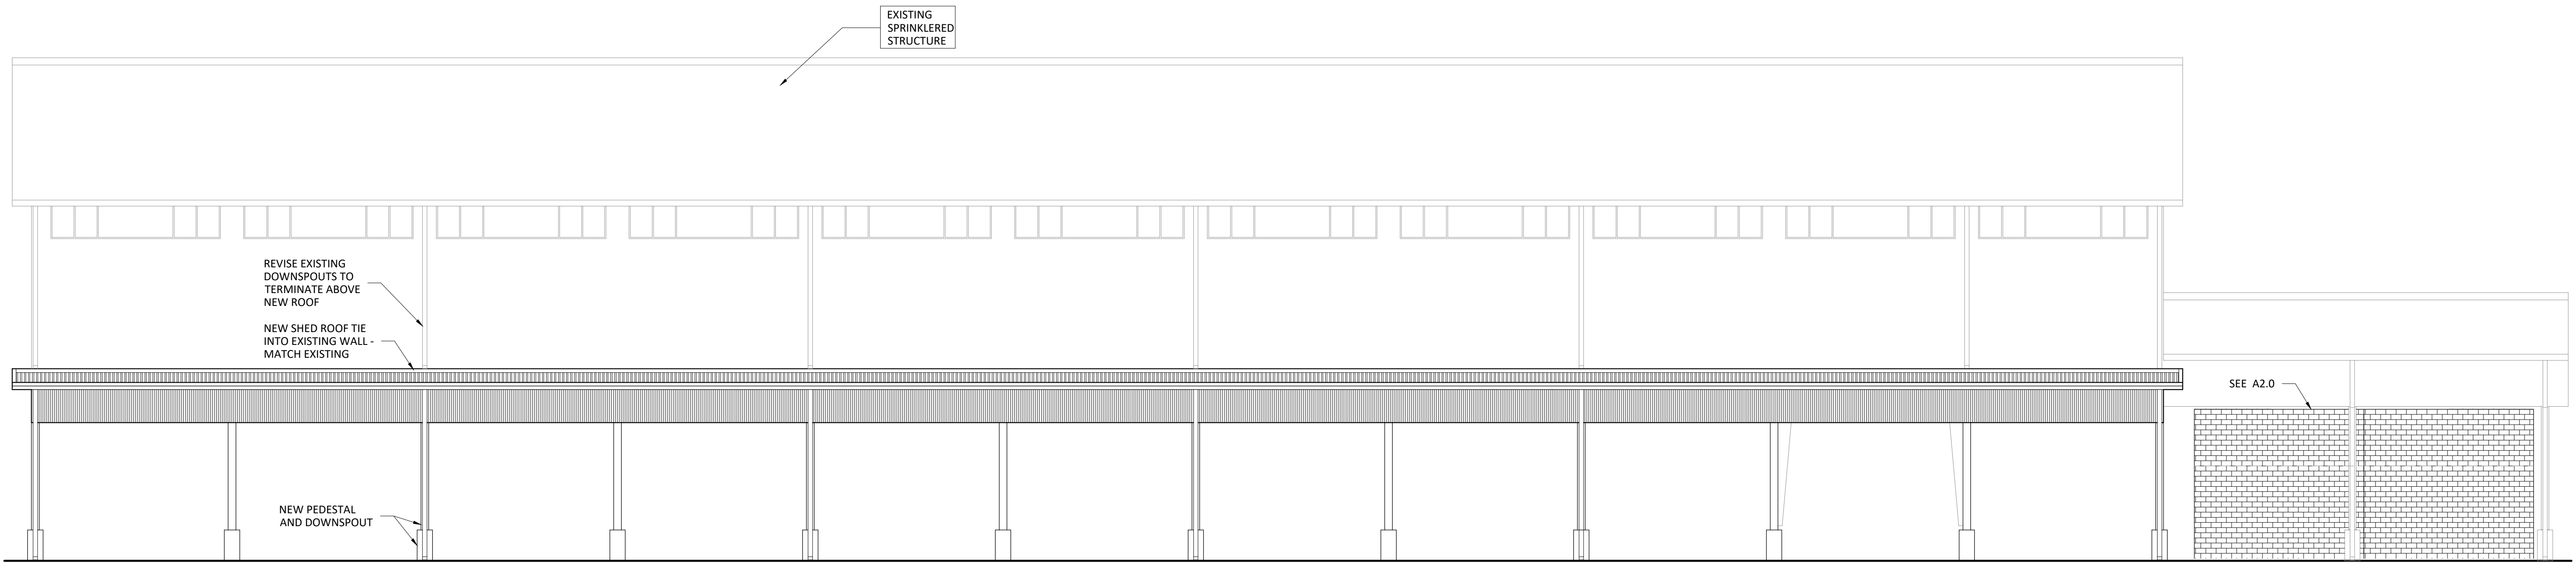 EXISTING
SPRINKLERED
STRUCTURE
REVISE EXISTING
DOWNSPOUTS TO
TERMINATE ABOVE
NEW ROOF
NEW SHED ROOF TIE
INTO EXISTING WALL -
MATCH EXISTING
SEE A2.0
NEW PEDESTAL
AND DOWNSPOUT